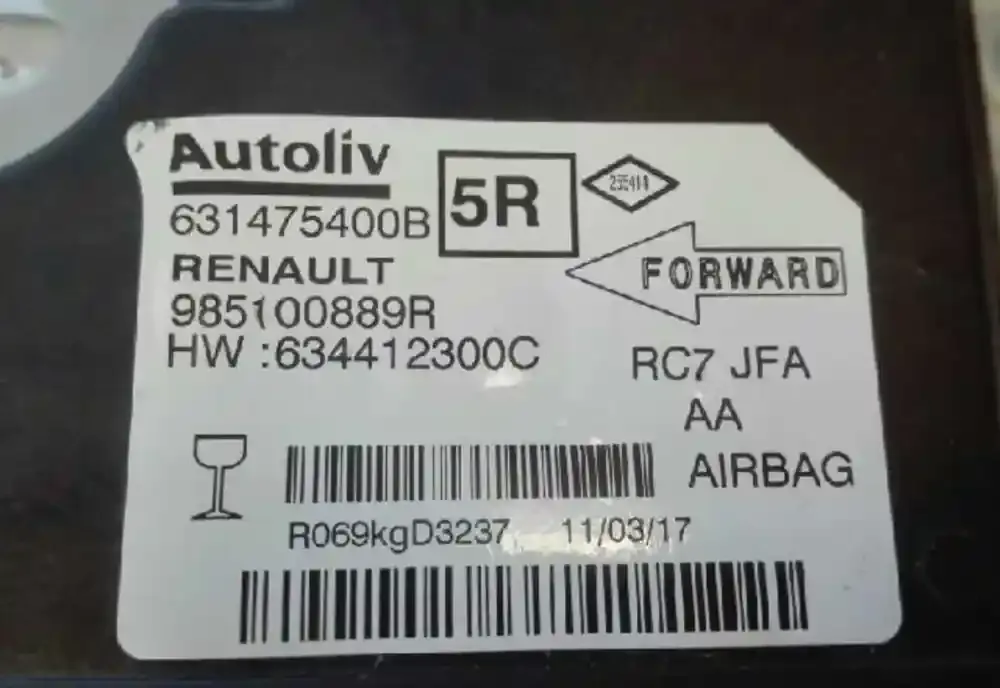 Autoliv
631475400B
5R
RENAULT
985100889R
HW :634412300C
FORWARD
RC7 JFA
AA
AIRBAG
R069kgD3237 11/03/17